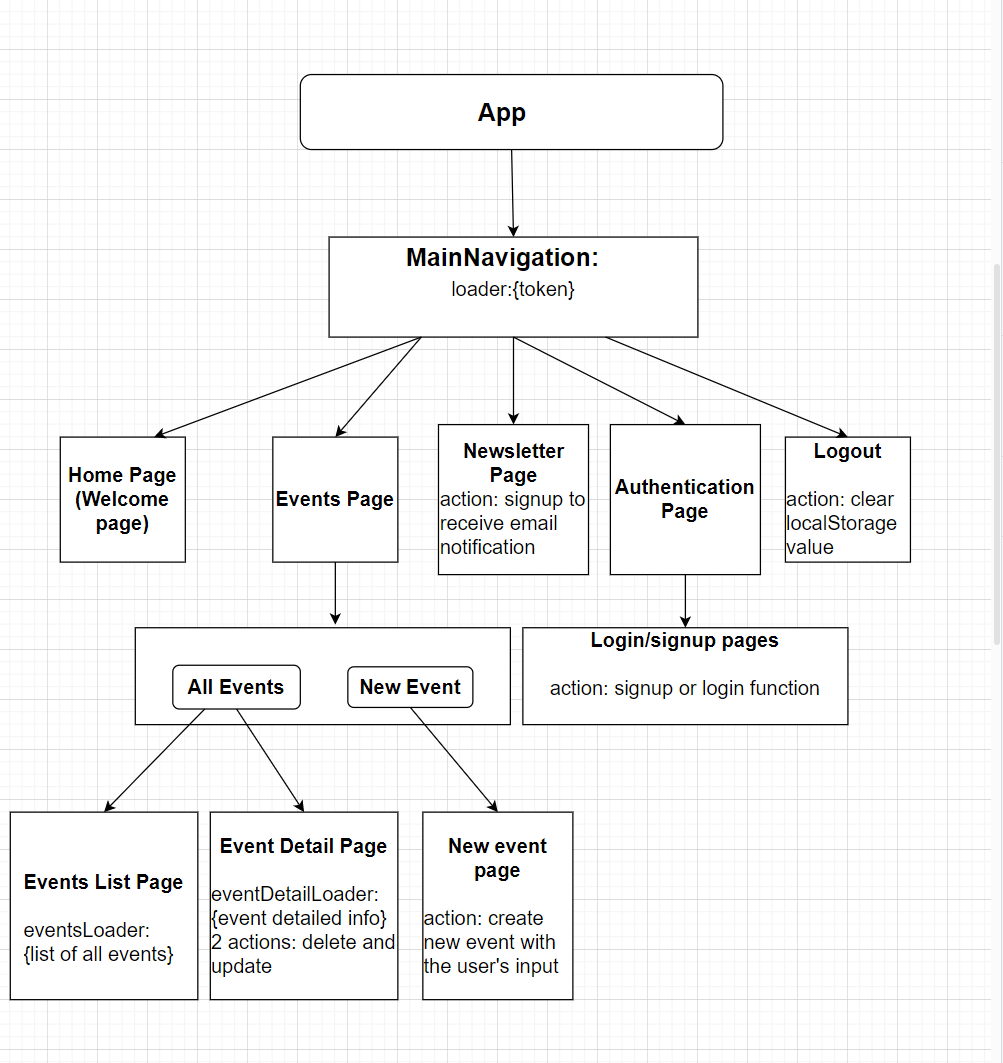 App
MainNavigation:
loader:{token}
Home Page
(Welcome
page)
Events Page
Newsletter
Page
action: signup to
receive email
notification
Authentication
Page
Logout
action: clear
localStorage
value
All Events
New Event
Login/signup pages
action: signup or login function
Events List Page
eventsLoader:
{list of all events}
Event Detail Page
eventDetailLoader:
{event detailed info}
2 actions: delete and
update
New event
page
action: create
new event with
the user's input